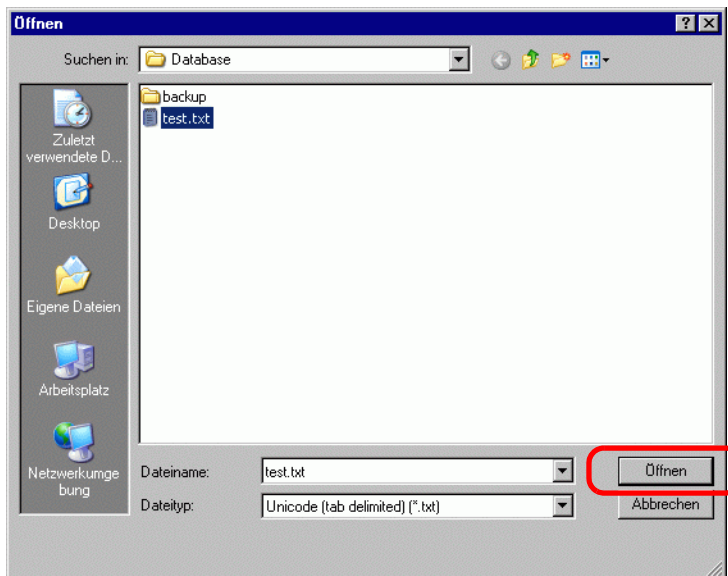 Öffnen
Suchen in: Database
backup
test.txt
Zuletzt
verwendete D...
Desktop
Eigene Dateien
Arbeitsplatz
Netzwerkumge
bung
Dateiname: test.txt Öffnen
Dateityp: Unicode (tab delimited) (*.txt) Abbrechen